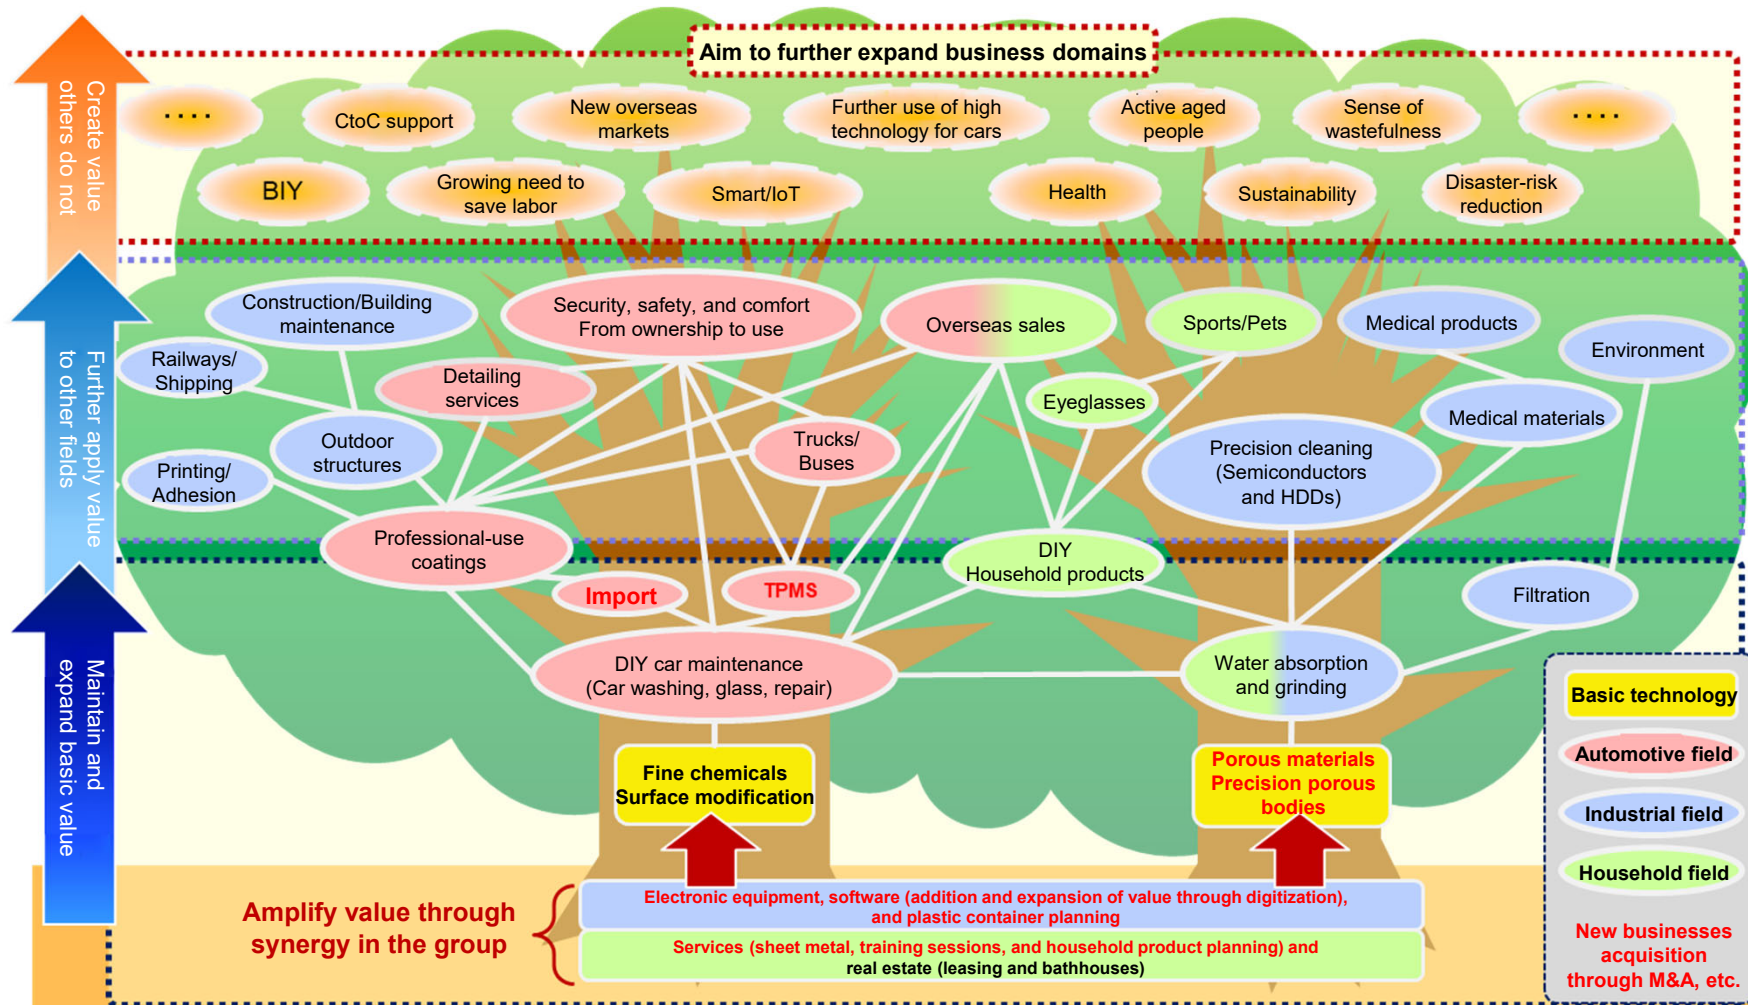 Aim to further expand business domains
Create value
others do not
· · · ·
CtoC support
New overseas
markets
Further use of high
technology for cars
Active aged
people
Sense of
wastefulness
· · · ·
BIY
Growing need to
save labor
Smart/IoT
Health
Sustainability
Disaster-risk
reduction
Further apply value
to other fields
Construction/Building
maintenance
Security, safety, and comfort
From ownership to use
Overseas sales
Sports/Pets
Medical products
Environment
Railways/
Shipping
Detailing
services
Eyeglasses
Medical materials
Outdoor
structures
Trucks/
Buses
Precision cleaning
(Semiconductors
and HDDs)
Printing/
Adhesion
Professional-use
coatings
DIY
Household products
Import
TPMS
Filtration
Maintain and
expand basic value
DIY car maintenance
(Car washing, glass, repair)
Water absorption
and grinding
Fine chemicals
Surface modification
Porous materials
Precision porous
bodies
Amplify value through
synergy in the group
Electronic equipment, software (addition and expansion of value through digitization),
and plastic container planning
Services (sheet metal, training sessions, and household product planning) and
real estate (leasing and bathhouses)
Basic technology
Automotive field
Industrial field
Household field
New businesses
acquisition
through M&A, etc.